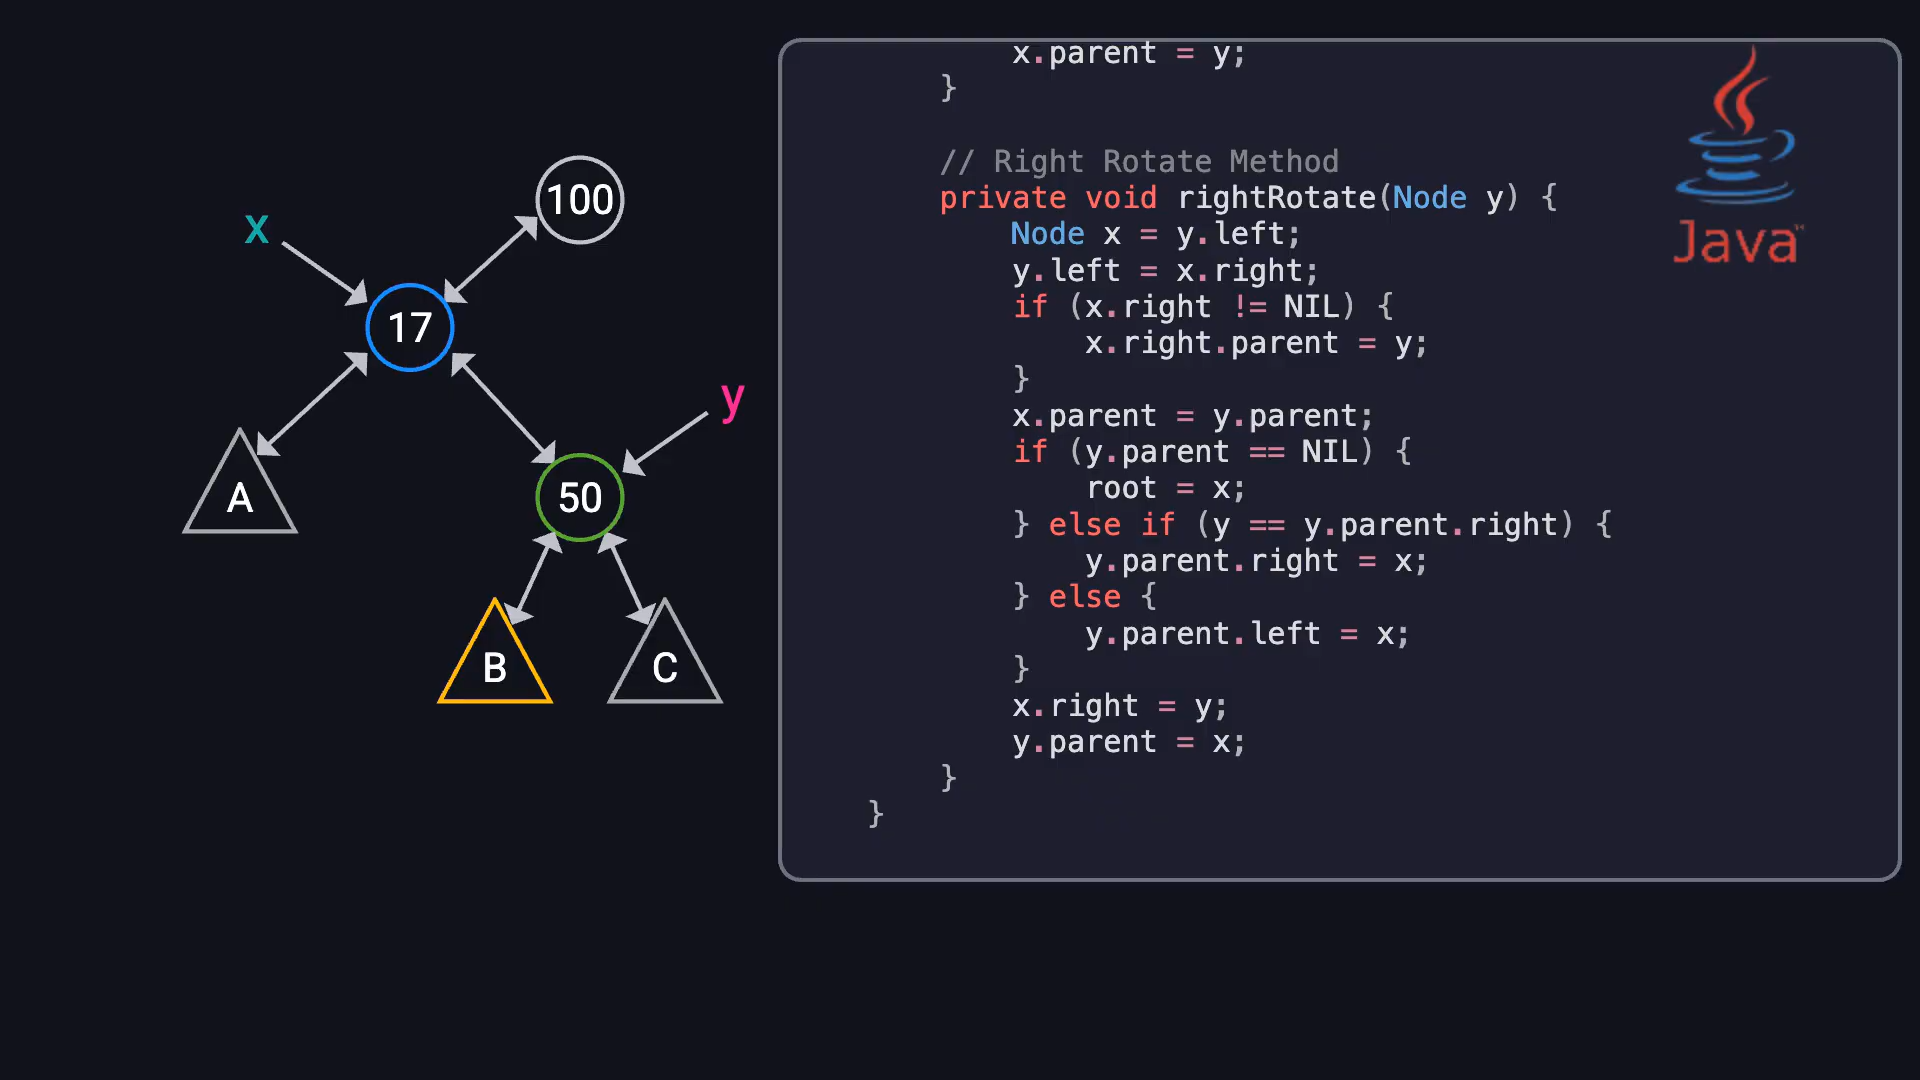 x
100
17
y
A
50
B
C
        x.parent = y;
    }

    // Right Rotate Method
    private void rightRotate(Node y) {
        Node x = y.left;
        y.left = x.right;
        if (x.right != NIL) {
            x.right.parent = y;
        }
        x.parent = y.parent;
        if (y.parent == NIL) {
            root = x;
        } else if (y == y.parent.right) {
            y.parent.right = x;
        } else {
            y.parent.left = x;
        }
        x.right = y;
        y.parent = x;
    }
}
Java™